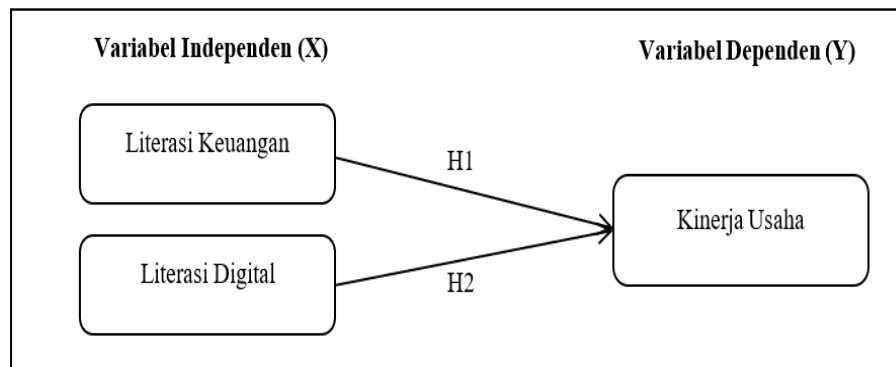 Variabel Independen (X)
Variabel Dependen (Y)
Literasi Keuangan
H1
Kinerja Usaha
Literasi Digital
H2